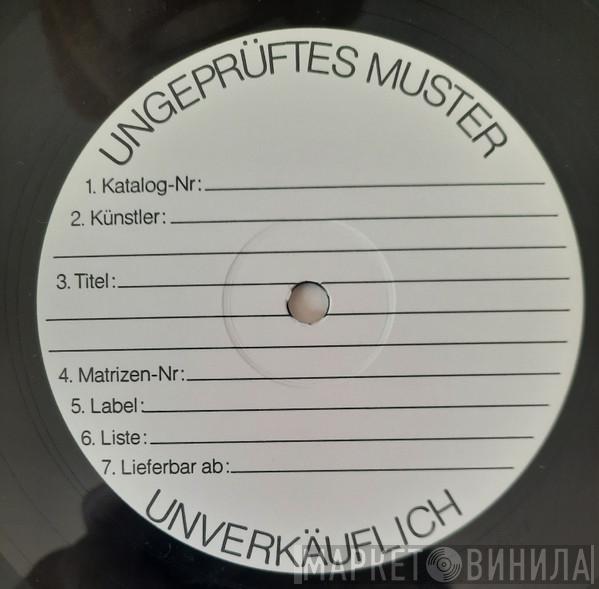 UNGEPRÜFTES MUSTER
1. Katalog-Nr:
2. Künstler:
3. Titel:
4. Matrizen-Nr:
5. Label:
6. Liste:
7. Lieferbar ab:
UNVERKÄUFLICH
МАРКЕТ ВИНИЛА